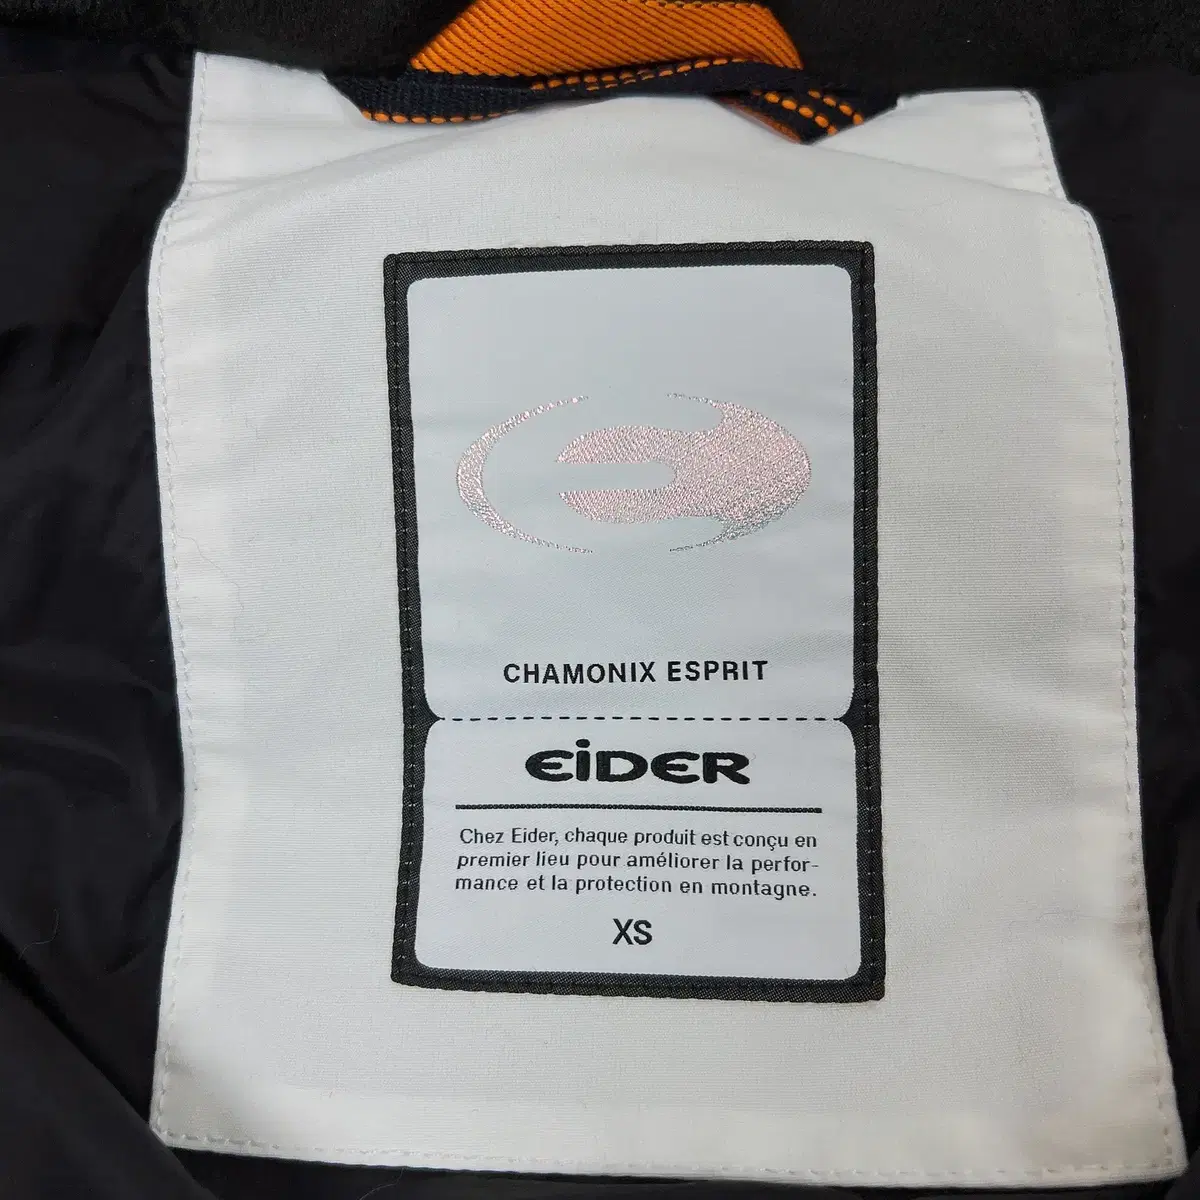 CHAMONIX ESPRIT
EiDER
Chez Eider, chaque produit est conçu en
premier lieu pour améliorer la perfor-
mance et la protection en montagne.
XS